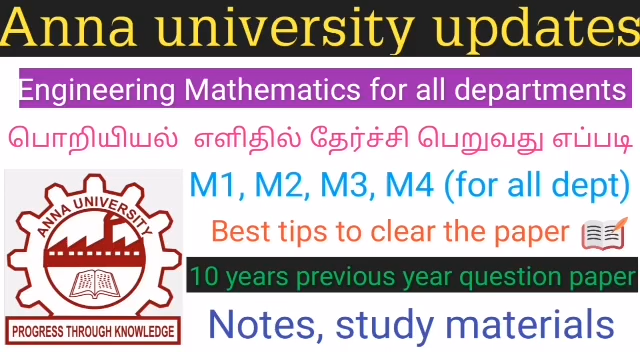 Anna university updates
Engineering Mathematics for all departments
பொறியியல் எளிதில் தேர்ச்சி பெறுவது எப்படி
M1, M2, M3, M4 (for all dept)
ANNA UNIVERSITY
Best tips to clear the paper
10 years previous year question paper
PROGRESS THROUGH KNOWLEDGE
Notes, study materials